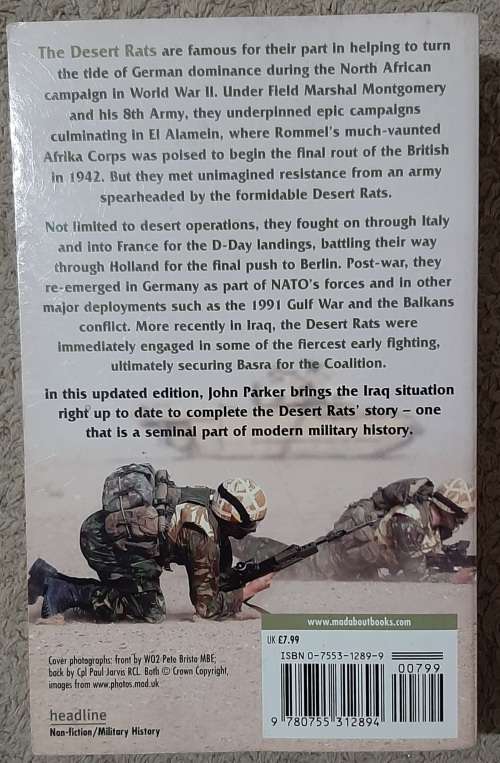 The Desert Rats are famous for their part in helping to turn
the tide of German dominance during the North African
campaign in World War II. Under Field Marshal Montgomery
and his 8th Army, they underpinned epic campaigns
culminating in El Alamein, where Rommel's much-vaunted
Afrika Corps was poised to begin the final rout of the British
in 1942. But they met unimagined resistance from an army
spearheaded by the formidable Desert Rats.
Not limited to desert operations, they fought on through Italy
and into France for the D-Day landings, battling their way
through Holland for the final push to Berlin. Post-war, they
re-emerged in Germany as part of NATO's forces and in other
major deployments such as the 1991 Gulf War and the Balkans
conflict. More recently in Iraq, the Desert Rats were
immediately engaged in some of the fiercest early fighting,
ultimately securing Basra for the Coalition.
In this updated edition, John Parker brings the Iraq situation
right up to date to complete the Desert Rats' story – one
that is a seminal part of modern military history.
www.madaboutbooks.com
UK £7.99
ISBN 0-7553-1289-9
00799
9 780755 312894
Cover photographs: front by WO2 Pete Bristo MBE;
back by Cpl Paul Jarvis RCL. Both © Crown Copyright,
images from www.photos.mod.uk
headline
Non-fiction/Military History